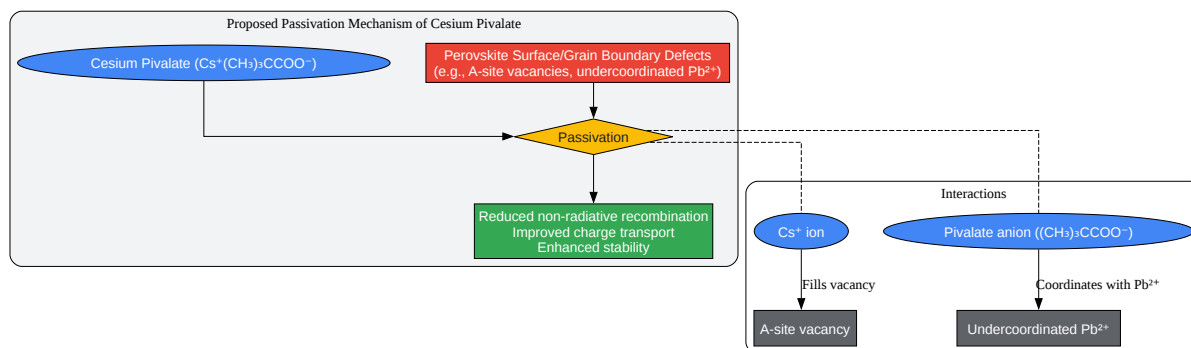 Proposed Passivation Mechanism of Cesium Pivalate
Cesium Pivalate (Cs⁺(CH₃)₃CCOO⁻)
Perovskite Surface/Grain Boundary Defects
(e.g., A-site vacancies, undercoordinated Pb²⁺)
Passivation
Reduced non-radiative recombination
Improved charge transport
Enhanced stability
Interactions
Cs⁺ ion
Pivalate anion ((CH₃)₃CCOO⁻)
Fills vacancy
Coordinates with Pb²⁺
A-site vacancy
Undercoordinated Pb²⁺